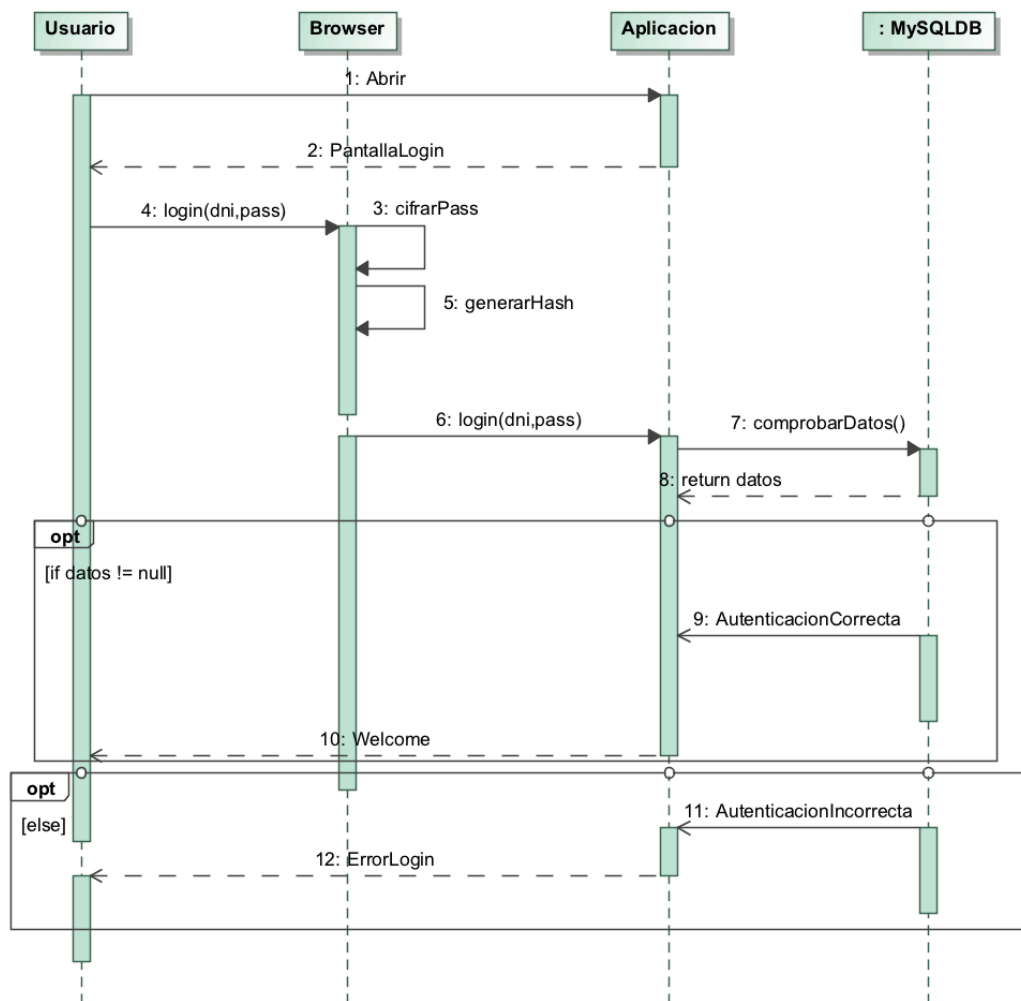 Usuario
Browser
Aplicacion
: MySQLDB
1: Abrir
2: PantallaLogin
4: login(dni,pass)
3: cifrarPass
5: generarHash
6: login(dni,pass)
7: comprobarDatos()
8: return datos
opt
[if datos != null]
9: AutenticacionCorrecta
10: Welcome
opt
[else]
11: AutenticacionIncorrecta
12: ErrorLogin